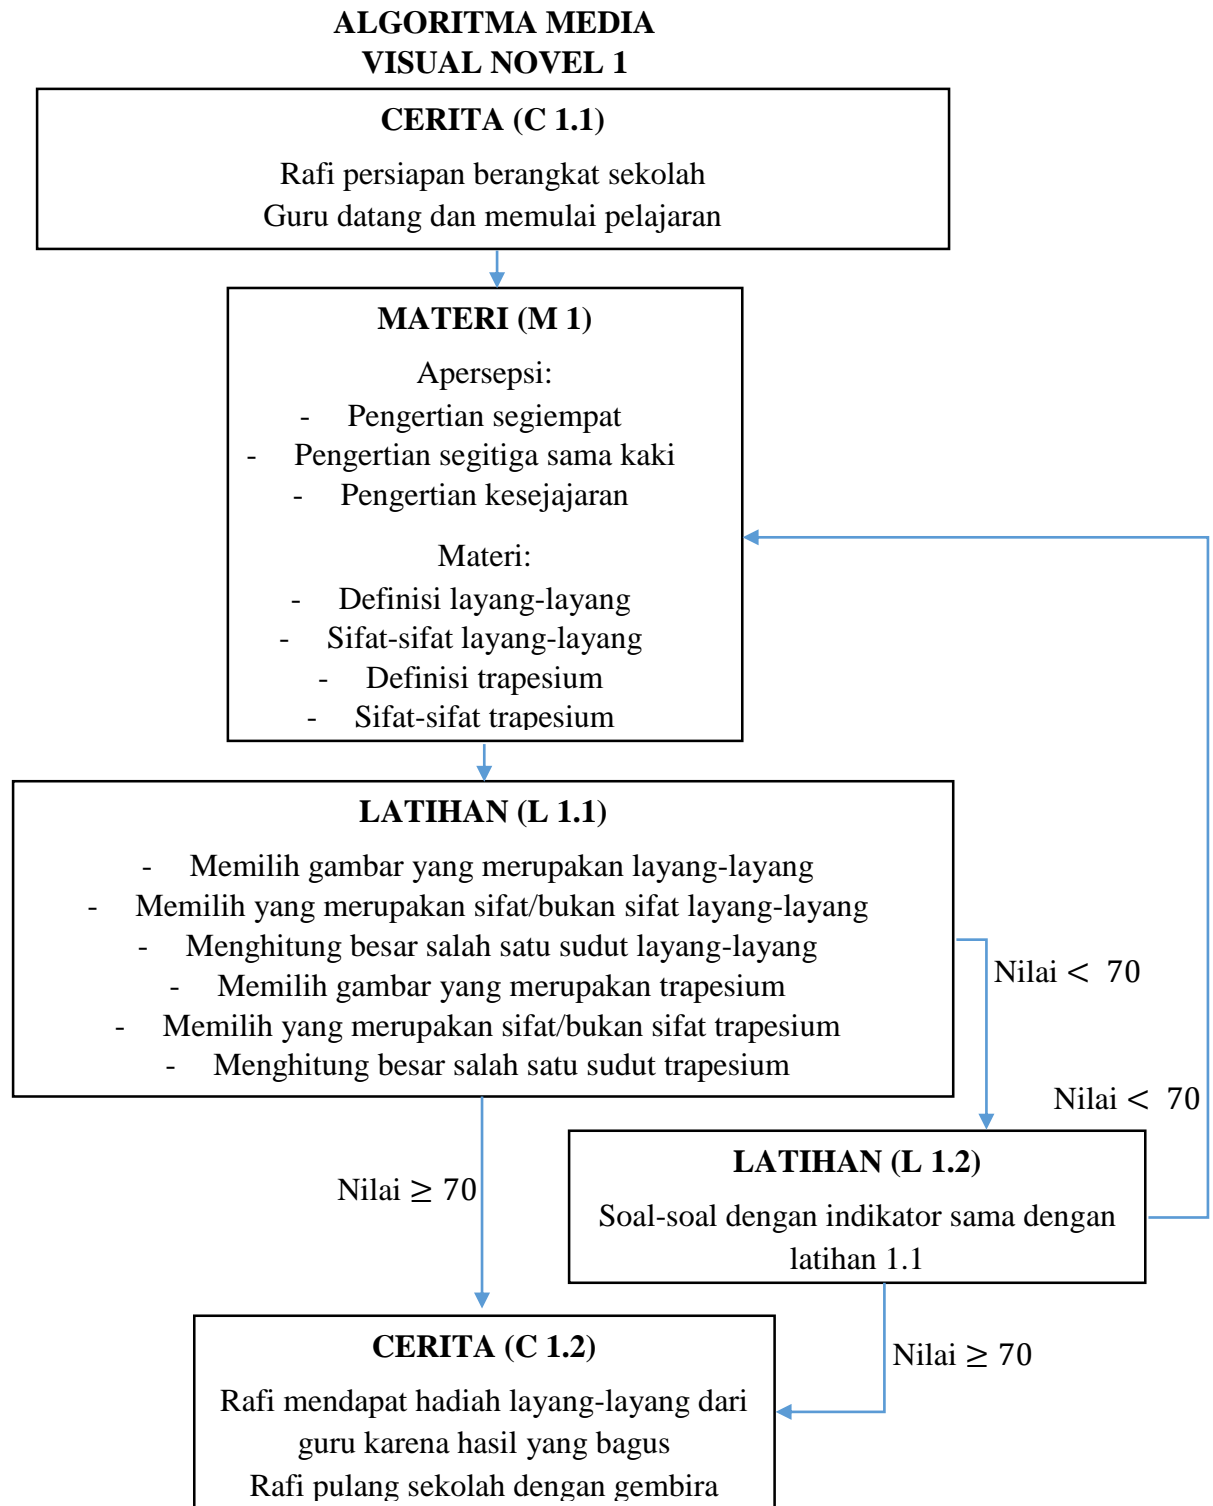 ALGORITMA MEDIA
VISUAL NOVEL 1
CERITA (C 1.1)
Rafi persiapan berangkat sekolah
Guru datang dan memulai pelajaran
MATERI (M 1)
Apersepsi:
- Pengertian segiempat
- Pengertian segitiga sama kaki
- Pengertian kesejajaran
Materi:
- Definisi layang-layang
- Sifat-sifat layang-layang
- Definisi trapesium
- Sifat-sifat trapesium
LATIHAN (L 1.1)
- Memilih gambar yang merupakan layang-layang
- Memilih yang merupakan sifat/bukan sifat layang-layang
- Menghitung besar salah satu sudut layang-layang
- Memilih gambar yang merupakan trapesium
- Memilih yang merupakan sifat/bukan sifat trapesium
- Menghitung besar salah satu sudut trapesium
Nilai < 70
Nilai < 70
LATIHAN (L 1.2)
Soal-soal dengan indikator sama dengan
latihan 1.1
Nilai ≥ 70
Nilai ≥ 70
CERITA (C 1.2)
Rafi mendapat hadiah layang-layang dari
guru karena hasil yang bagus
Rafi pulang sekolah dengan gembira